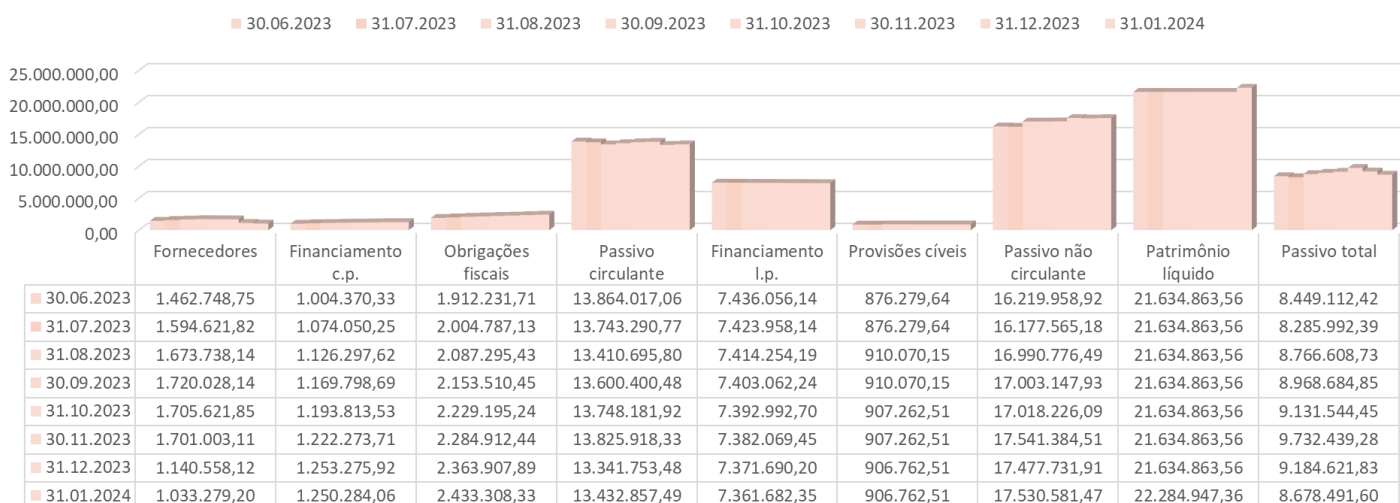 30.06.2023 31.07.2023 31.08.2023 30.09.2023 31.10.2023 30.11.2023 31.12.2023 31.01.2024
25.000.000,00
20.000.000,00
15.000.000,00
10.000.000,00
5.000.000,00
0,00
Fornecedores Financiamento c.p. Obrigações fiscais Passivo circulante Financiamento l.p. Provisões cíveis Passivo não circulante Patrimônio líquido Passivo total
30.06.2023 1.462.748,75 1.004.370,33 1.912.231,71 13.864.017,06 7.436.056,14 876.279,64 16.219.958,92 21.634.863,56 8.449.112,42
31.07.2023 1.594.621,82 1.074.050,25 2.004.787,13 13.743.290,77 7.423.958,14 876.279,64 16.177.565,18 21.634.863,56 8.285.992,39
31.08.2023 1.673.738,14 1.126.297,62 2.087.295,43 13.410.695,80 7.414.254,19 910.070,15 16.990.776,49 21.634.863,56 8.766.608,73
30.09.2023 1.720.028,14 1.169.798,69 2.153.510,45 13.600.400,48 7.403.062,24 910.070,15 17.003.147,93 21.634.863,56 8.968.684,85
31.10.2023 1.705.621,85 1.193.813,53 2.229.195,24 13.748.181,92 7.392.992,70 907.262,51 17.018.226,09 21.634.863,56 9.131.544,45
30.11.2023 1.701.003,11 1.222.273,71 2.284.912,44 13.825.918,33 7.382.069,45 907.262,51 17.541.384,51 21.634.863,56 9.732.439,28
31.12.2023 1.140.558,12 1.253.275,92 2.363.907,89 13.341.753,48 7.371.690,20 906.762,51 17.477.731,91 21.634.863,56 9.184.621,83
31.01.2024 1.033.279,20 1.250.284,06 2.433.308,33 13.432.857,49 7.361.682,35 906.762,51 17.530.581,47 22.284.947,36 8.678.491,60